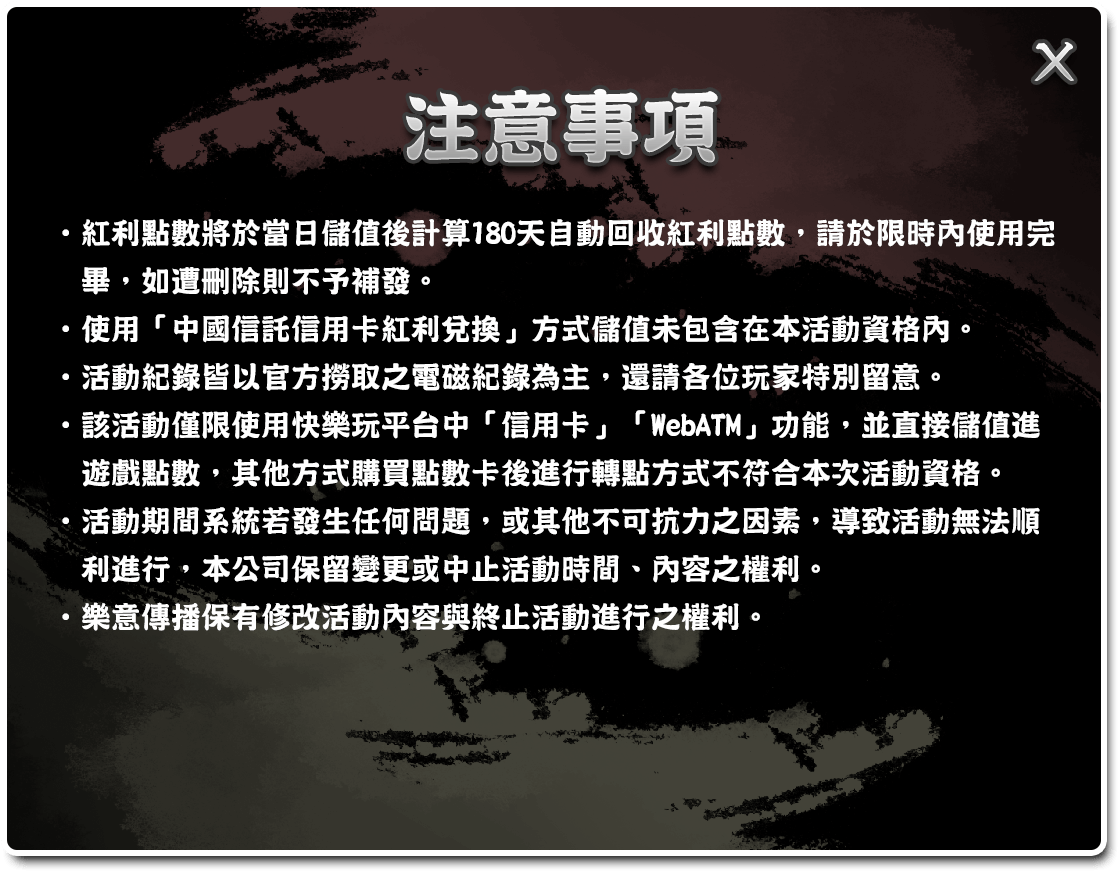 注意事項
・紅利點數將於當日儲值後計算180天自動回收紅利點數，請於限時內使用完
畢，如遭刪除則不予補發。
・使用「中國信託信用卡紅利兌換」方式儲值未包含在本活動資格內。
・活動紀錄皆以官方撈取之電磁紀錄為主，還請各位玩家特別留意。
・該活動僅限使用快樂玩平台中「信用卡」「WebATM」功能，並直接儲值進
遊戲點數，其他方式購買點數卡後進行轉點方式不符合本次活動資格。
・活動期間系統若發生任何問題，或其他不可抗力之因素，導致活動無法順
利進行，本公司保留變更或中止活動時間、內容之權利。
・樂意傳播保有修改活動內容與終止活動進行之權利。